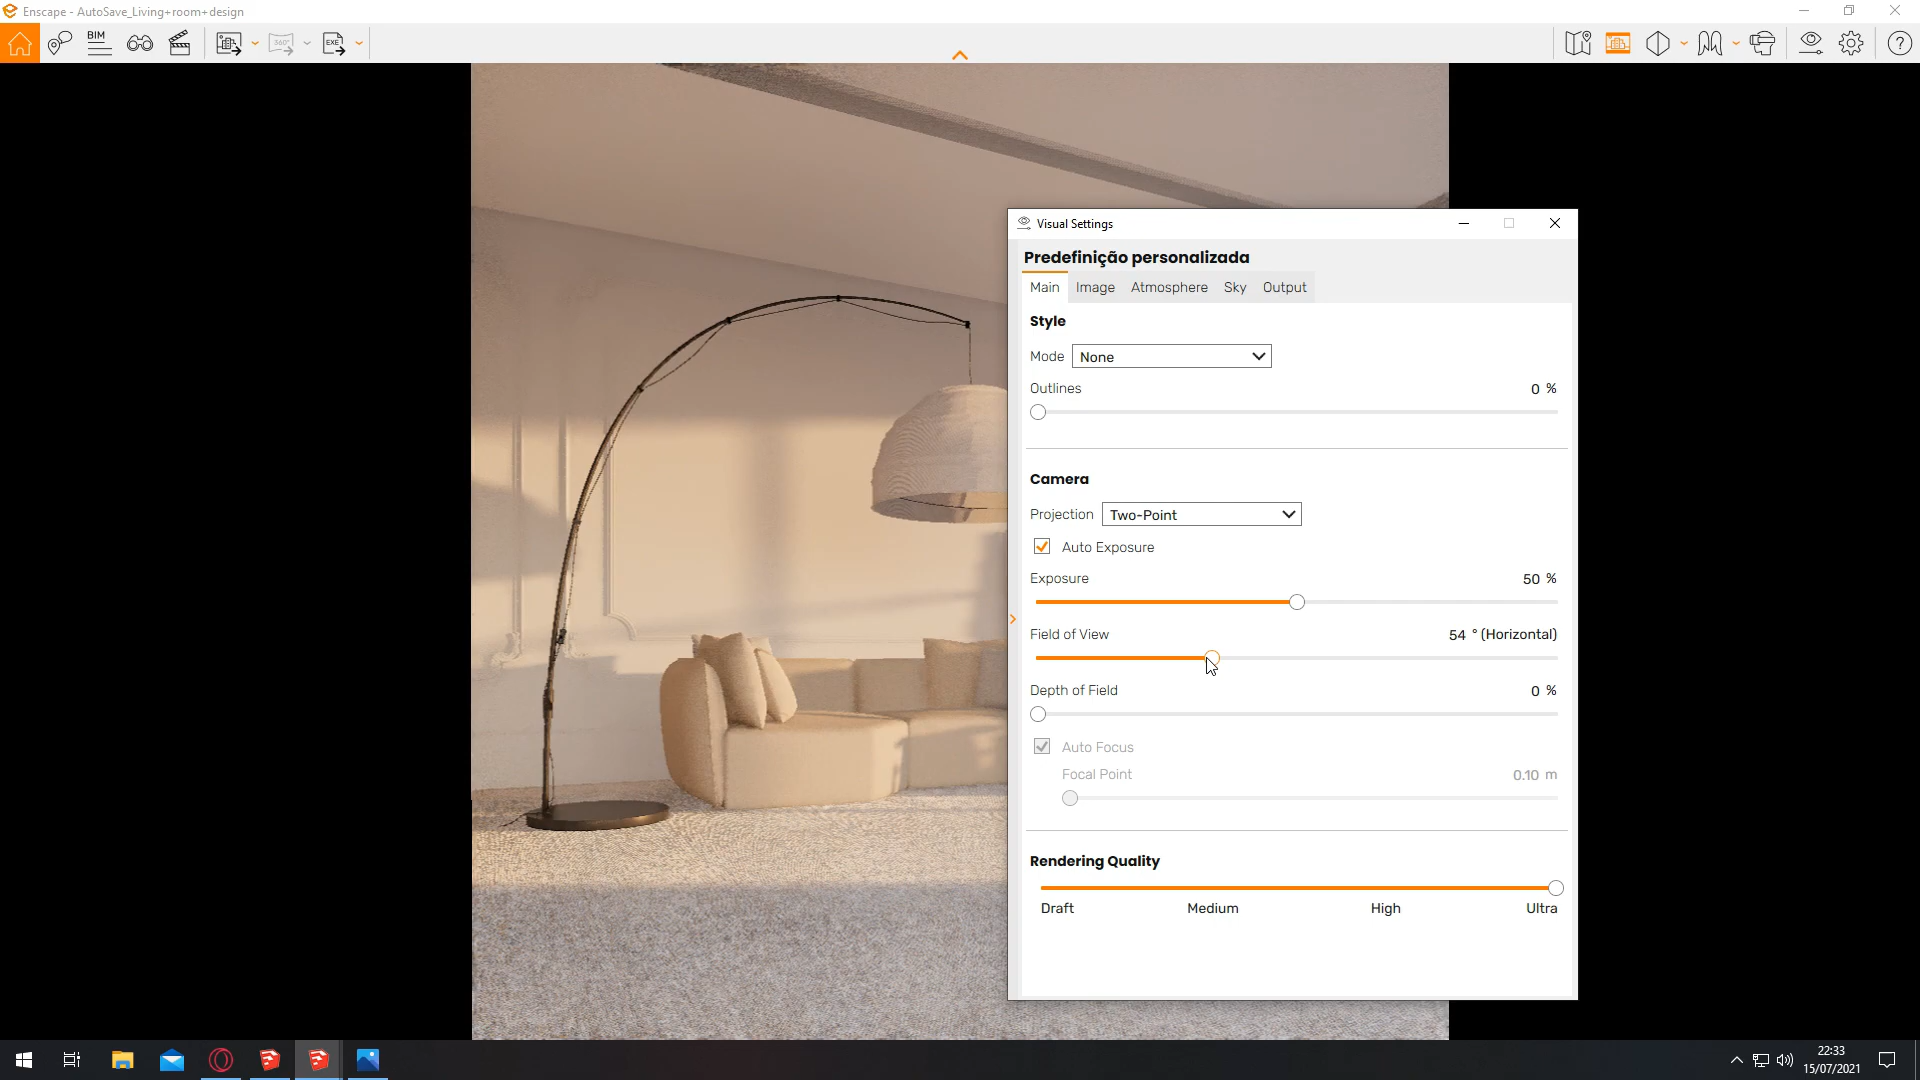 Enscape - AutoSave_Living+room+design
BIM
360°
EXE
?
Visual Settings
Predefinição personalizada
Main Image Atmosphere Sky Output
Style
Mode None
Outlines 0 %
Camera
Projection Two-Point
Auto Exposure
Exposure 50 %
Field of View 54 ° (Horizontal)
Depth of Field 0 %
Auto Focus
Focal Point 0.10 m
Rendering Quality
Draft Medium High Ultra
22:33
15/07/2021